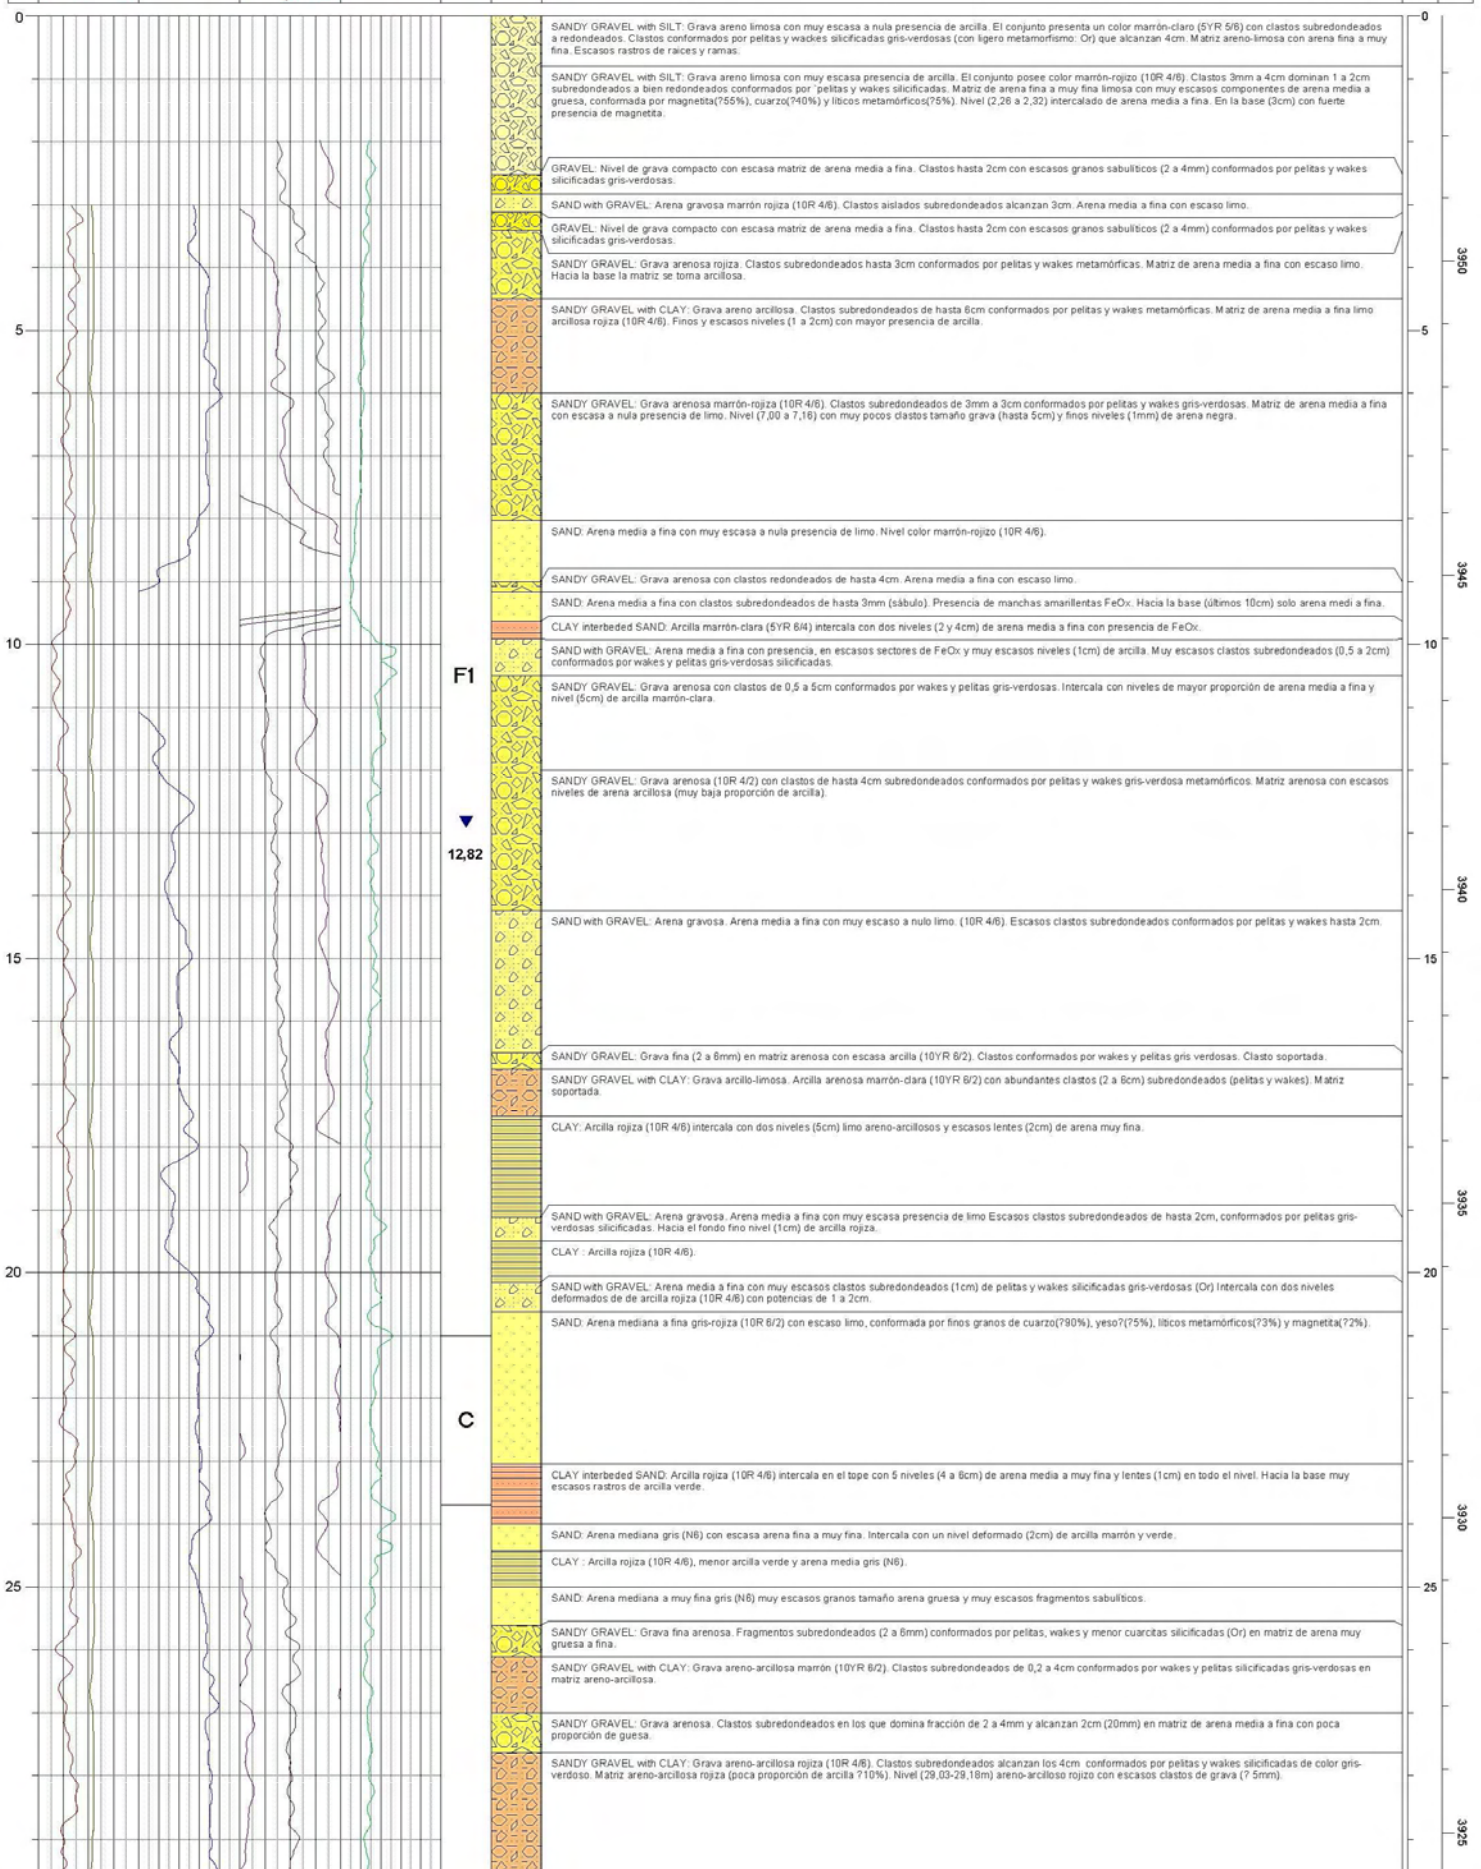 0
5
10
15
20
25
F1
12,82
C
SANDY GRAVEL with SILT: Grava areno limosa con muy escasa a nula presencia de arcilla. El conjunto presenta un color marrón-claro (5YR 5/6) con clastos subredondeados
a redondeados. Clastos conformados por pelitas y wackes silicificadas gris-verdosas (con ligero metamorfismo: Or) que alcanzan 4cm. Matriz areno-limosa con arena fina a muy
fina. Escasos rastros de raices y ramas.
SANDY GRAVEL with SILT: Grava areno limosa con muy escasa presencia de arcilla. El conjunto posee color marrón-rojizo (10R 4/6). Clastos 3mm a 4cm dominan 1 a 2cm
subredondeados a bien redondeados conformados por ¨pelitas y wakes silicificadas. Matriz de arena fina a muy fina limosa con muy escasos componentes de arena media a
gruesa, conformada por magnetita(?55%), cuarzo(?40%) y líticos metamórficos(?5%). Nivel (2,26 a 2,32) intercalado de arena media a fina. En la base (3cm) con fuerte
presencia de magnetita.
GRAVEL: Nivel de grava compacto con escasa matriz de arena media a fina. Clastos hasta 2cm con escasos granos sabulíticos (2 a 4mm) conformados por pelitas y wakes
silicificadas gris-verdosas.
SAND with GRAVEL: Arena gravosa marrón rojiza (10R 4/6). Clastos aislados subredondeados alcanzan 3cm. Arena media a fina con escaso limo.
GRAVEL: Nivel de grava compacto con escasa matriz de arena media a fina. Clastos hasta 2cm con escasos granos sabulíticos (2 a 4mm) conformados por pelitas y wakes
silicificadas gris-verdosas.
SANDY GRAVEL: Grava arenosa rojiza. Clastos subredondeados hasta 3cm conformados por pelitas y wakes metamórficas. Matriz de arena media a fina con escaso limo.
Hacia la base la matriz se torna arcillosa.
SANDY GRAVEL with CLAY: Grava areno arcillosa. Clastos subredondeados de hasta 6cm conformados por pelitas y wakes metamórficas. Matriz de arena media a fina limo
arcillosa rojiza (10R 4/6). Finos y escasos niveles (1 a 2cm) con mayor presencia de arcilla.
SANDY GRAVEL: Grava arenosa marrón-rojiza (10R 4/6). Clastos subredondeados de 3mm a 3cm conformados por pelitas y wakes gris-verdosas. Matriz de arena media a fina
con escasa a nula presencia de limo. Nivel (7,00 a 7,16) con muy pocos clastos tamaño grava (hasta 5cm) y finos niveles (1mm) de arena negra.
SAND: Arena media a fina con muy escasa a nula presencia de limo. Nivel color marrón-rojizo (10R 4/6).
SANDY GRAVEL: Grava arenosa con clastos redondeados de hasta 4cm. Arena media a fina con escaso limo.
SAND: Arena media a fina con clastos subredondeados de hasta 3mm (sábulo). Presencia de manchas amarillentas FeOx. Hacia la base (últimos 10cm) solo arena medi a fina.
CLAY interbeded SAND: Arcilla marrón-clara (5YR 6/4) intercala con dos niveles (2 y 4cm) de arena media a fina con presencia de FeOx.
SAND with GRAVEL: Arena media a fina con presencia, en escasos sectores de FeOx y muy escasos niveles (1cm) de arcilla. Muy escasos clastos subredondeados (0,5 a 2cm)
conformados por wakes y pelitas gris-verdosas silicificadas.
SANDY GRAVEL: Grava arenosa con clastos de 0,5 a 5cm conformados por wakes y pelitas gris-verdosas. Intercala con niveles de mayor proporción de arena media a fina y
nivel (5cm) de arcilla marrón-clara.
SANDY GRAVEL: Grava arenosa (10R 4/2) con clastos de hasta 4cm subredondeados conformados por pelitas y wakes gris-verdosa metamórficos. Matriz arenosa con escasos
niveles de arena arcillosa (muy baja proporción de arcilla).
SAND with GRAVEL: Arena gravosa. Arena media a fina con muy escaso a nulo limo. (10R 4/6). Escasos clastos subredondeados conformados por pelitas y wakes hasta 2cm.
SANDY GRAVEL: Grava fina (2 a 6mm) en matriz arenosa con escasa arcilla (10YR 6/2). Clastos conformados por wakes y pelitas gris verdosas. Clasto soportada.
SANDY GRAVEL with CLAY: Grava arcillo-limosa. Arcilla arenosa marrón-clara (10YR 6/2) con abundantes clastos (2 a 6cm) subredondeados (pelitas y wakes). Matriz
soportada.
CLAY: Arcilla rojiza (10R 4/6) intercala con dos niveles (5cm) limo areno-arcillosos y escasos lentes (2cm) de arena muy fina.
SAND with GRAVEL: Arena gravosa. Arena media a fina con muy escasa presencia de limo Escasos clastos subredondeados de hasta 2cm, conformados por pelitas gris-
verdosas silicificadas. Hacia el fondo fino nivel (1cm) de arcilla rojiza.
CLAY : Arcilla rojiza (10R 4/6).
SAND with GRAVEL: Arena media a fina con muy escasos clastos subredondeados (1cm) de pelitas y wakes silicificadas gris-verdosas (Or) Intercala con dos niveles
deformados de de arcilla rojiza (10R 4/6) con potencias de 1 a 2cm.
SAND: Arena mediana a fina gris-rojiza (10R 6/2) con escaso limo, conformada por finos granos de cuarzo(?90%), yeso?(?5%), líticos metamórficos(?3%) y magnetita(?2%).
CLAY interbeded SAND: Arcilla rojiza (10R 4/6) intercala en el tope con 5 niveles (4 a 6cm) de arena media a muy fina y lentes (1cm) en todo el nivel. Hacia la base muy
escasos rastros de arcilla verde.
SAND: Arena mediana gris (N6) con escasa arena fina a muy fina. Intercala con un nivel deformado (2cm) de arcilla marrón y verde.
CLAY : Arcilla rojiza (10R 4/6), menor arcilla verde y arena media gris (N6).
SAND: Arena mediana a muy fina gris (N6) muy escasos granos tamaño arena gruesa y muy escasos fragmentos sabulíticos.
SANDY GRAVEL: Grava fina arenosa. Fragmentos subredondeados (2 a 6mm) conformados por pelitas, wakes y menor cuarcitas silicificadas (Or) en matriz de arena muy
gruesa a fina.
SANDY GRAVEL with CLAY: Grava areno-arcillosa marrón (10YR 6/2). Clastos subredondeados de 0,2 a 4cm conformados por wakes y pelitas silicificadas gris-verdosas en
matriz areno-arcillosa.
SANDY GRAVEL: Grava arenosa. Clastos subredondeados en los que domina fracción de 2 a 4mm y alcanzan 2cm (20mm) en matriz de arena media a fina con poca
proporción de guesa.
SANDY GRAVEL with CLAY: Grava areno-arcillosa rojiza (10R 4/6). Clastos subredondeados alcanzan los 4cm conformados por pelitas y wakes silicificadas de color gris-
verdoso. Matriz areno-arcillosa rojiza (poca proporción de arcilla ?10%). Nivel (29,03-29,18m) areno-arcilloso rojizo con escasos clastos de grava (? 5mm).
0
5
10
15
20
25
3950
3945
3940
3935
3930
3925